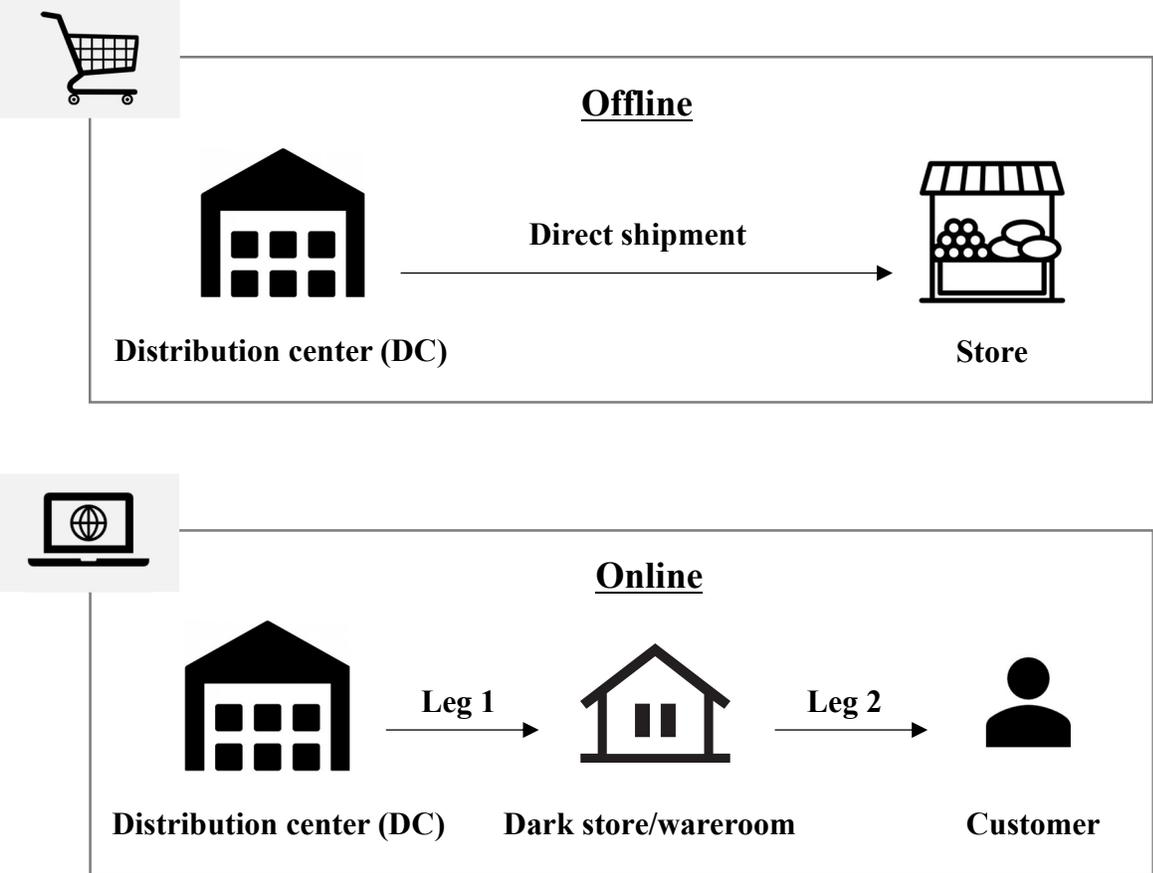 Offline
Direct shipment
Distribution center (DC)
Store
Online
Leg 1
Leg 2
Distribution center (DC)
Dark store/wareroom
Customer